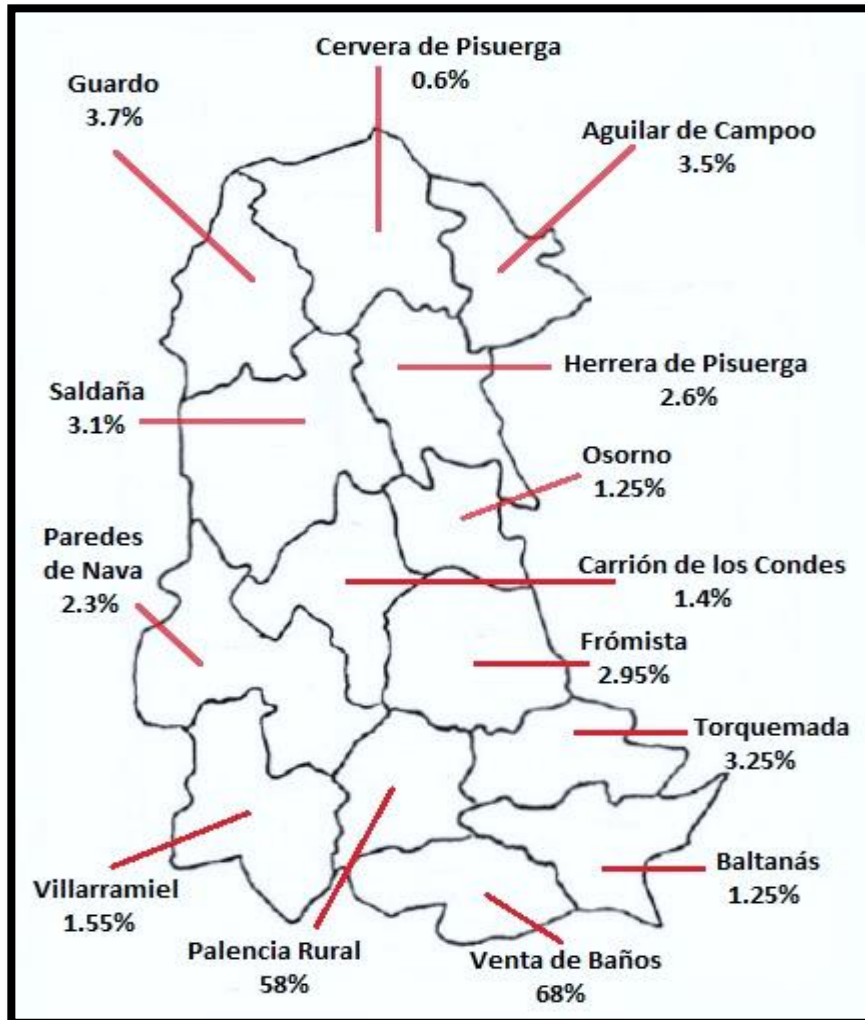 Cervera de Pisuerga
0.6%
Guardo
3.7%
Aguilar de Campoo
3.5%
Herrera de Pisuerga
2.6%
Saldaña
3.1%
Osorno
1.25%
Paredes
de Nava
2.3%
Carrión de los Condes
1.4%
Frómista
2.95%
Torquemada
3.25%
Baltanás
1.25%
Villarramiel
1.55%
Palencia Rural
58%
Venta de Baños
68%